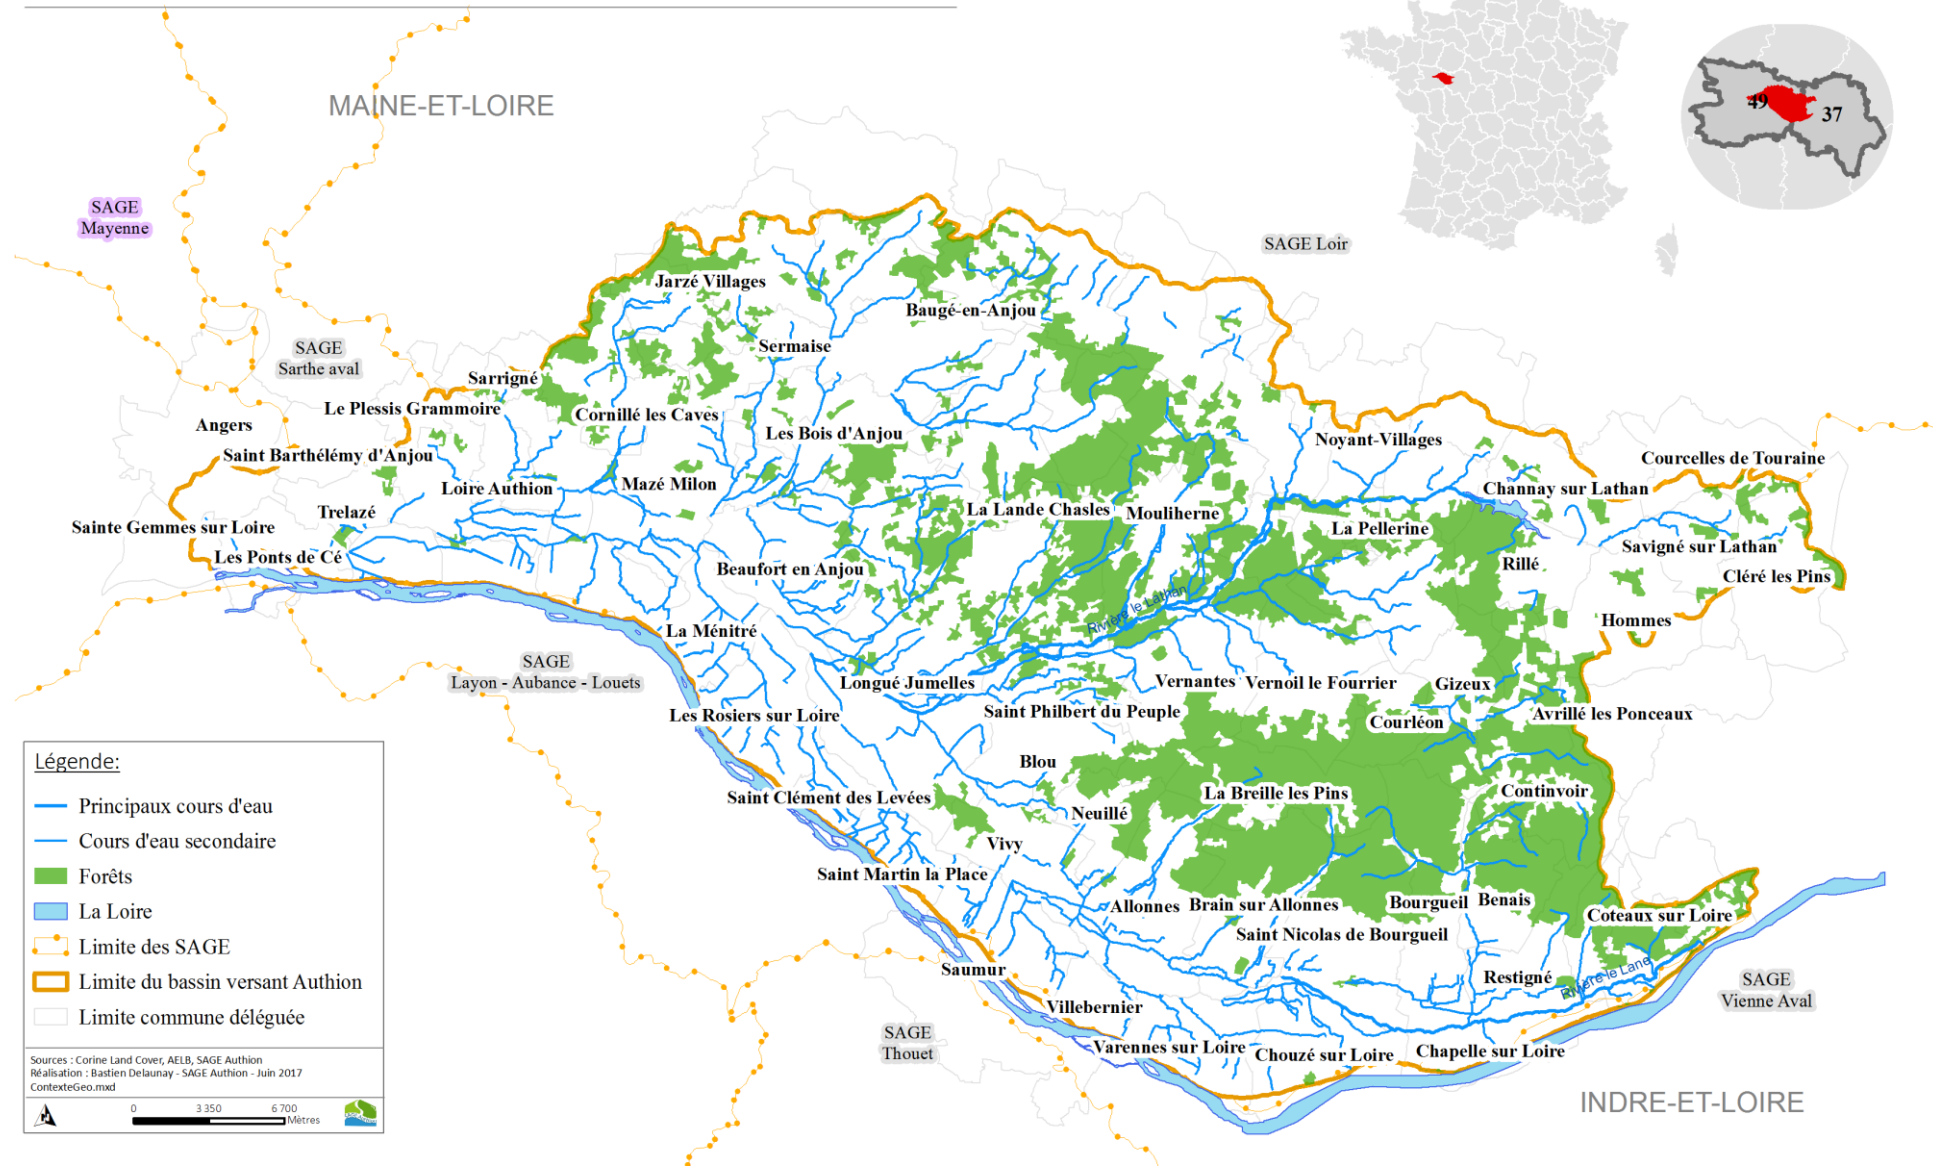 MAINE-ET-LOIRE
49
37
SAGE
Mayenne
SAGE Loir
Jarzé Villages
Baugé-en-Anjou
SAGE
Sarthe aval
Sermaise
Sarrigné
Le Plessis Grammoire
Cornillé les Caves
Angers
Les Bois d'Anjou
Noyant-Villages
Saint Barthélémy d'Anjou
Courcelles de Touraine
Loire Authion
Mazé Milon
Channay sur Lathan
Trelazé
La Lande Chasles
Mouliherne
Sainte Gemmes sur Loire
La Pellerine
Les Ponts de Cé
Savigné sur Lathan
Beaufort en Anjou
Rillé
Cléré les Pins
Rivière le Lathan
Hommes
La Ménitré
SAGE
Layon - Aubance - Louets
Longué Jumelles
Vernantes
Vernoil le Fourrier
Gizeux
Les Rosiers sur Loire
Saint Philbert du Peuple
Courléon
Avrillé les Ponceaux
Blou
Saint Clément des Levées
La Breille les Pins
Continvoir
Neuillé
Vivy
Saint Martin la Place
Allonnes
Brain sur Allonnes
Bourgueil
Benais
Coteaux sur Loire
Saint Nicolas de Bourgueil
Saumur
Restigné
Rivière le Lane
SAGE
Vienne Aval
Villebernier
SAGE
Thouet
Varennes sur Loire
Chouzé sur Loire
Chapelle sur Loire
INDRE-ET-LOIRE
Légende:
Principaux cours d'eau
Cours d'eau secondaire
Forêts
La Loire
Limite des SAGE
Limite du bassin versant Authion
Limite commune déléguée
Sources : Corine Land Cover, AELB, SAGE Authion
Réalisation : Bastien Delaunay - SAGE Authion - Juin 2017
ContexteGeo.mxd
0 3 350 6 700
Mètres